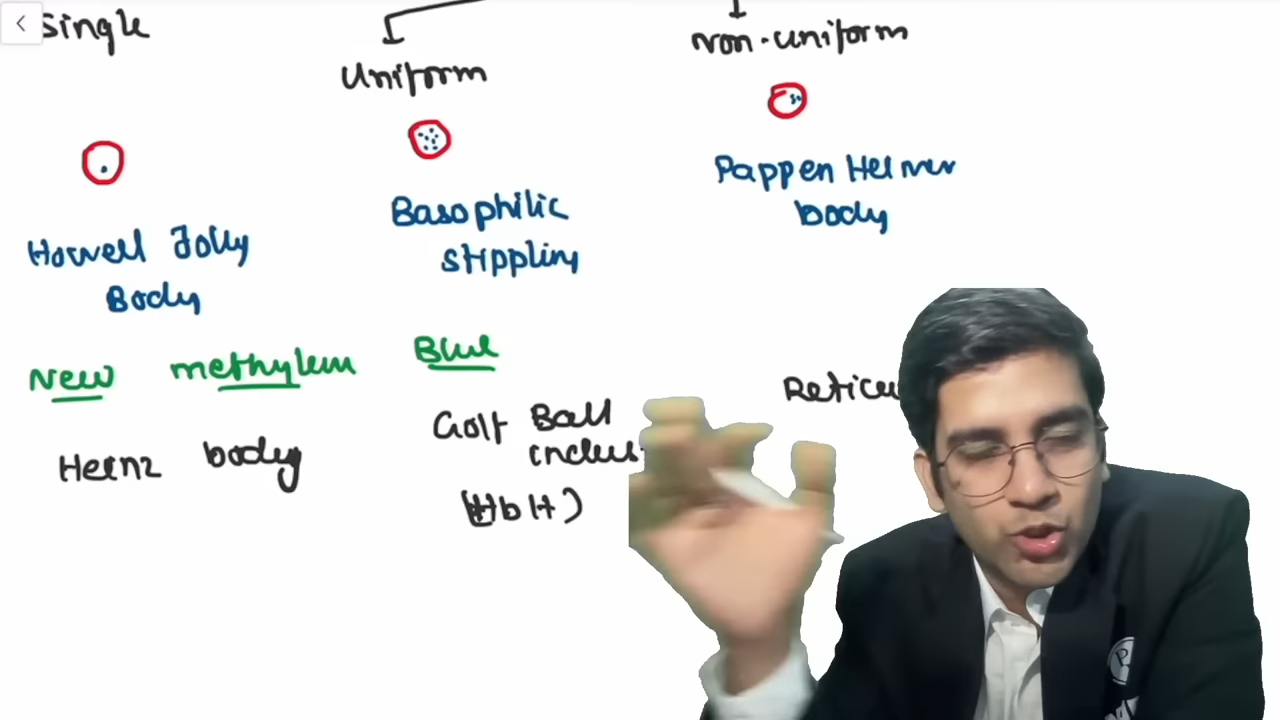 Single
Uniform
Non-uniform
Howell Jolly
Body
Basophilic
stippling
Pappen Heimer
body
New methylene Blue
Heinz body
Golf Ball
inclus
(HbH)
Reticu